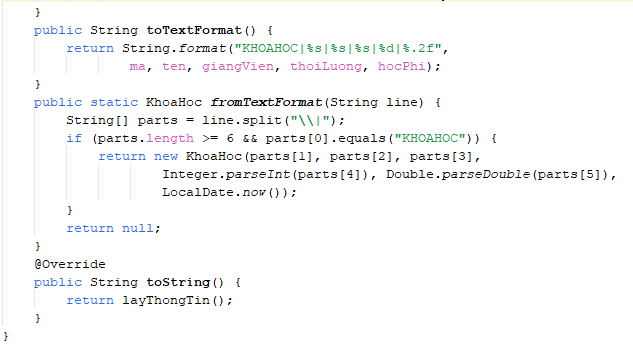 }
public String toTextFormat() {
return String.format("KHOAHOC|%s|%s|%s|%d|%.2f",
ma, ten, giangVien, thoiLuong, hocPhi);
}
public static KhoaHoc fromTextFormat(String line) {
String[] parts = line.split("\\|");
if (parts.length >= 6 && parts[0].equals("KHOAHOC")) {
return new KhoaHoc(parts[1], parts[2], parts[3],
Integer.parseInt(parts[4]), Double.parseDouble(parts[5]),
LocalDate.now());
}
return null;
}
@Override
public String toString() {
return layThongTin();
}
}